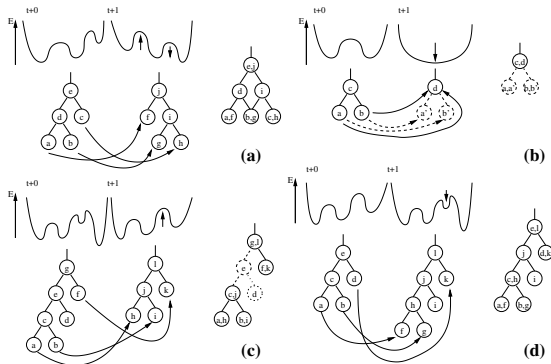 E t+0 t+1
e j
d c f i
a b g h
e,j
d i
a,f b,g c,h
(a)
E t+0 t+1
c d
a b a' b'
c,d
a,a' b,b'
(b)
E t+0 t+1
g l
e f j k
c d h i
a b
g,l
e f,k
c,j d
a,h b,i
(c)
E t+0 t+1
e l
c d j k
a b h i
f g
e,l
j d,k
c,h i
a,f b,g
(d)